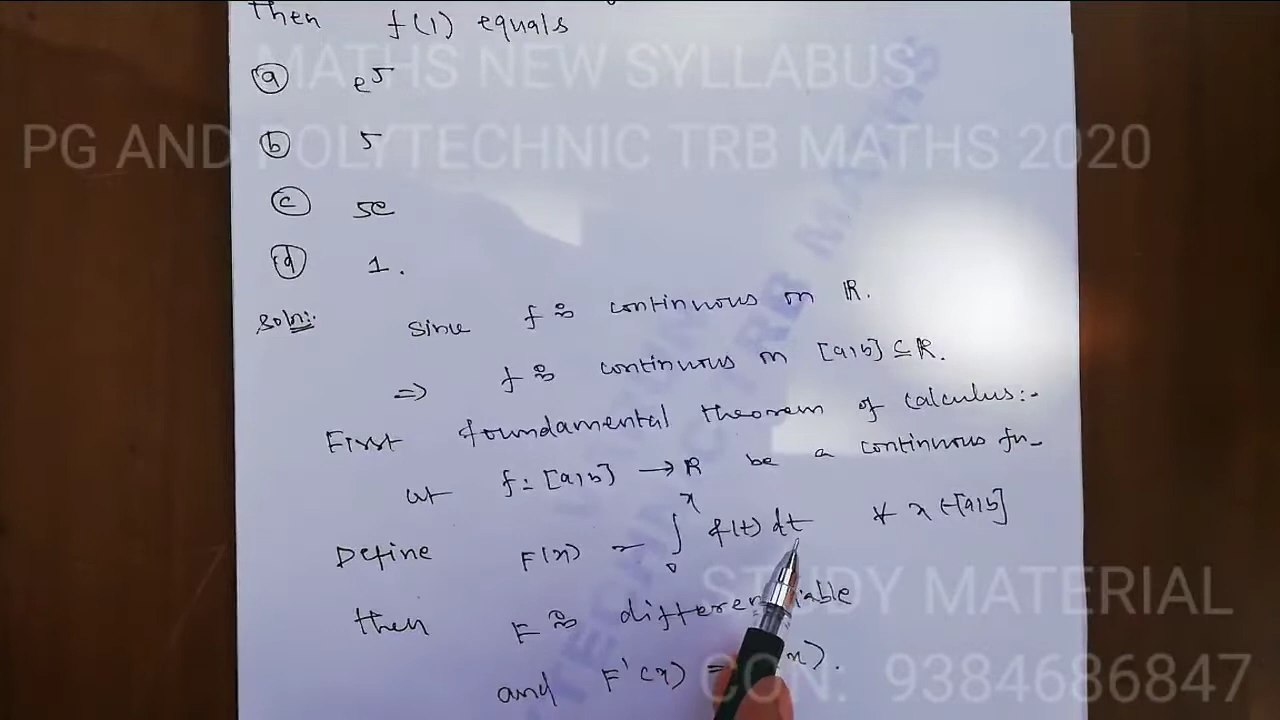 Then f(1) equals
(a) e^5
(b) 5
(c) 5e
(d) 1.
Soln:. Since f is continuous on ℝ.
=> f is continuous on [a,b] ⊆ ℝ.
First foundamental theorem of calculus:-
Let f: [a,b] → ℝ be a continuous fn-
Define F(x) = ∫₀ˣ f(t) dt ∀ x ∈ [a,b]
then F is differentiable
and F'(x) = (x).
MATHS NEW SYLLABUS
PG AND POLYTECHNIC TRB MATHS 2020
STUDY MATERIAL
CON: 9384686847